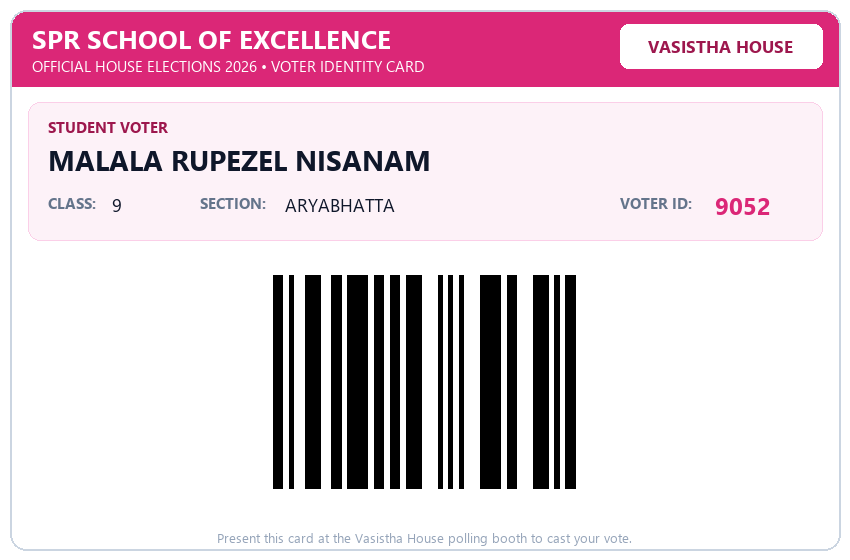 SPR SCHOOL OF EXCELLENCE
OFFICIAL HOUSE ELECTIONS 2026 • VOTER IDENTITY CARD
VASISTHA HOUSE
STUDENT VOTER
MALALA RUPEZEL NISANAM
CLASS: 9 SECTION: ARYABHATTA VOTER ID: 9052
Present this card at the Vasistha House polling booth to cast your vote.